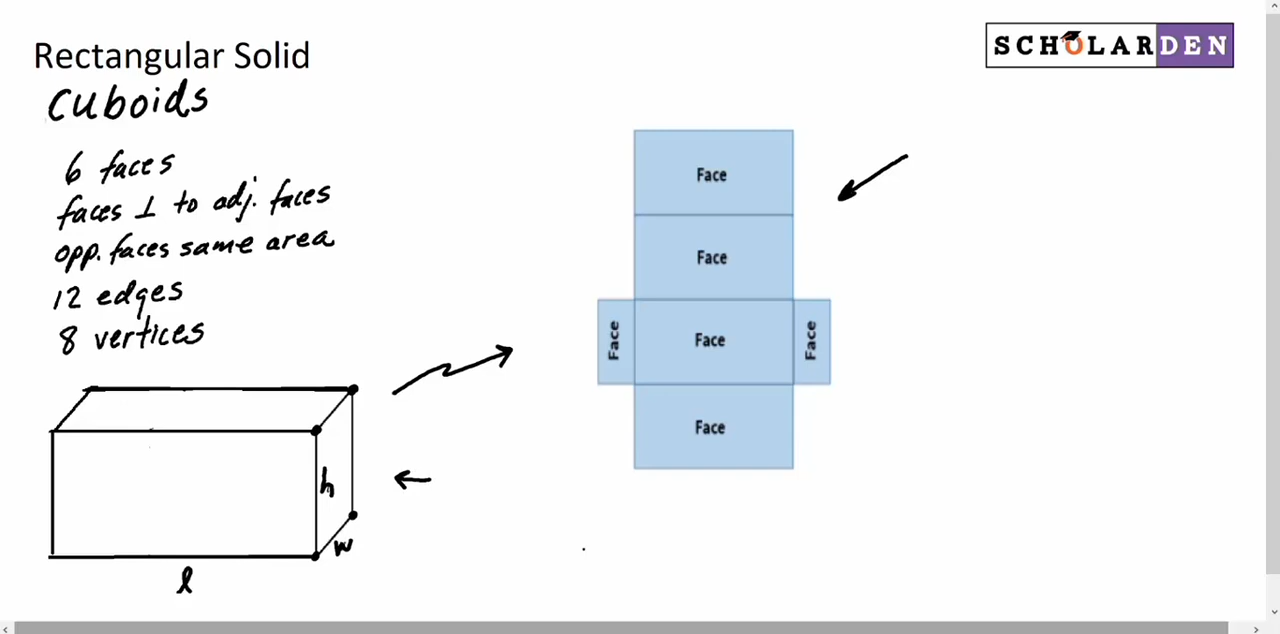 Rectangular Solid
SCHOLARDEN
cuboids
6 faces
faces ⊥ to adj. faces
opp. faces same area
12 edges
8 vertices
h
w
l
Face
Face
Face
Face
Face
Face